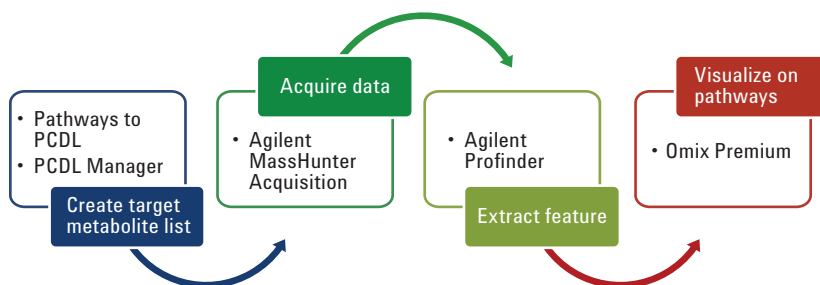 • Pathways to
PCDL
• PCDL Manager
Create target
metabolite list
Acquire data
• Agilent
MassHunter
Acquisition
• Agilent
Profinder
Extract feature
Visualize on
pathways
• Omix Premium